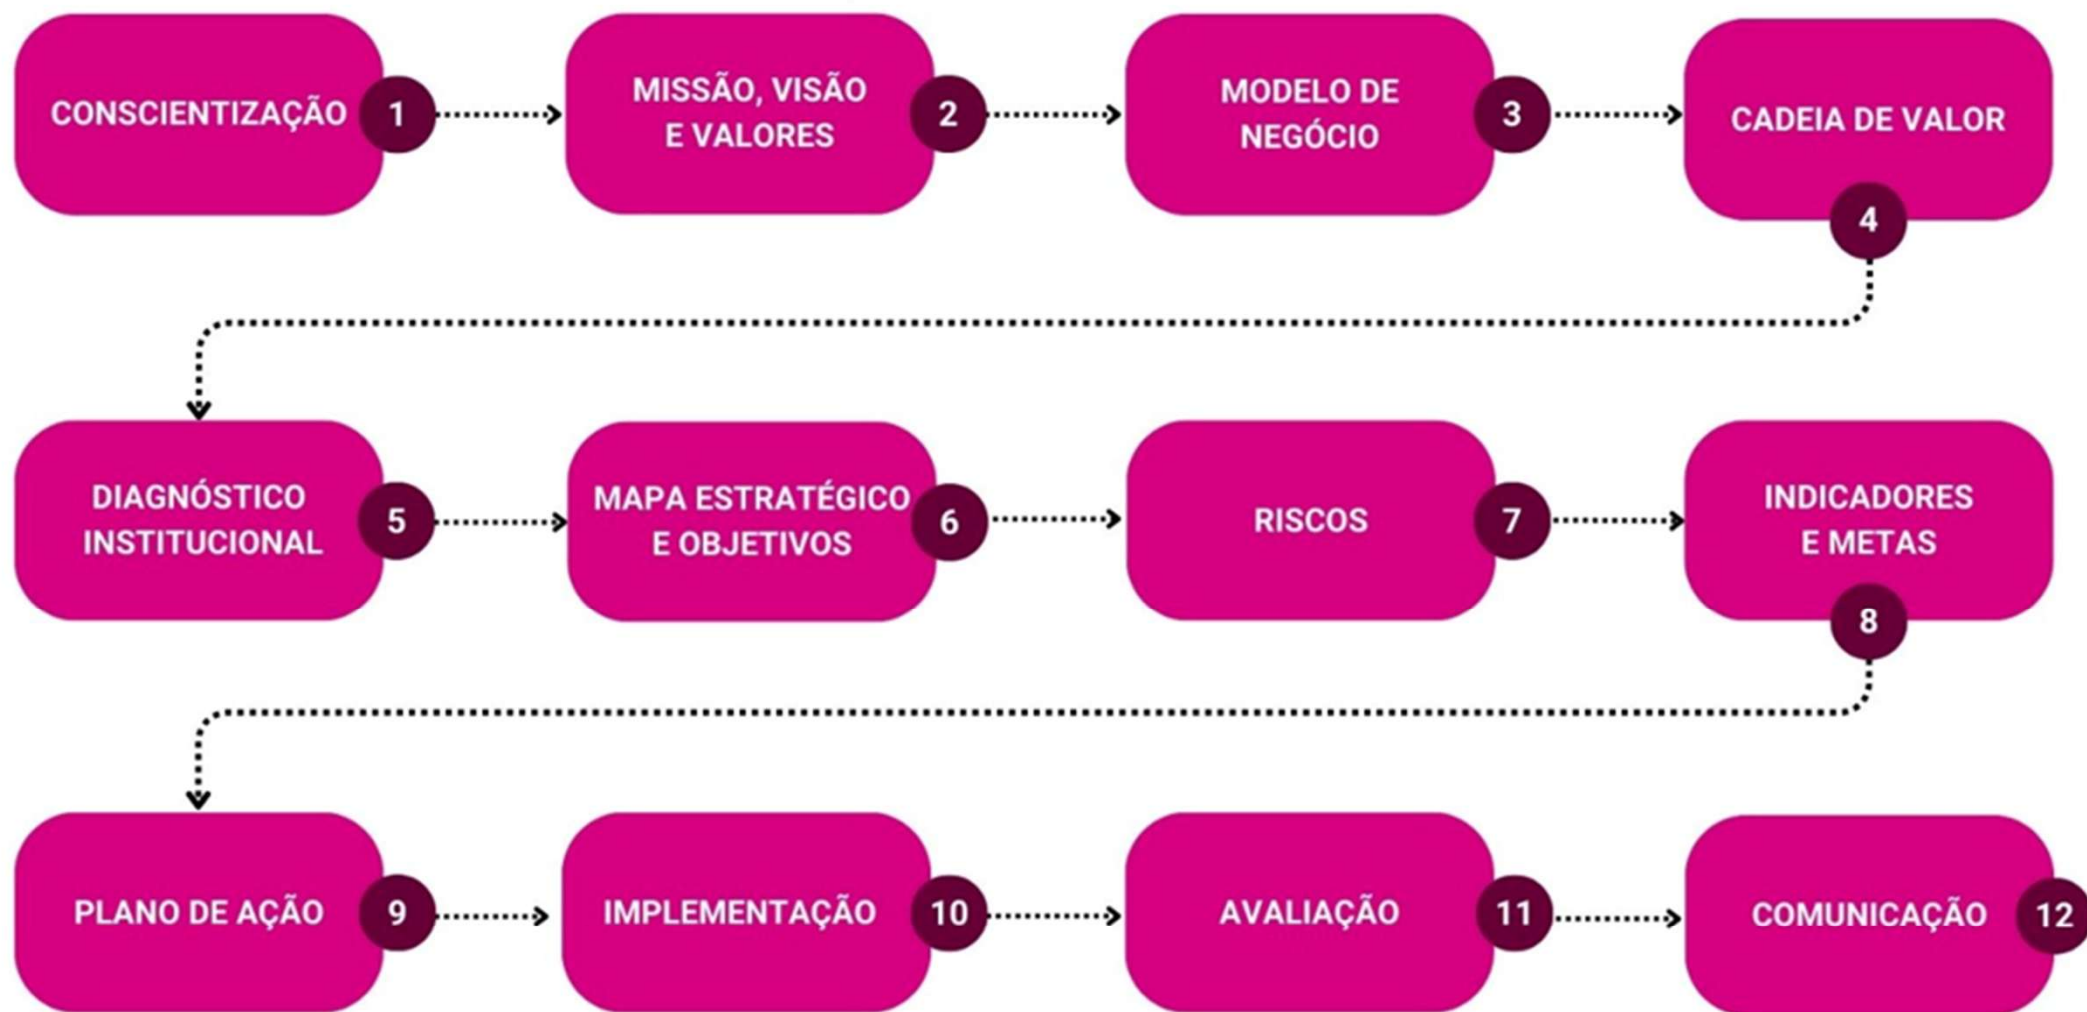 CONSCIENTIZAÇÃO
1
MISSÃO, VISÃO
E VALORES
2
MODELO DE
NEGÓCIO
3
CADEIA DE VALOR
4
DIAGNÓSTICO
INSTITUCIONAL
5
MAPA ESTRATÉGICO
E OBJETIVOS
6
RISCOS
7
INDICADORES
E METAS
8
PLANO DE AÇÃO
9
IMPLEMENTAÇÃO
10
AVALIAÇÃO
11
COMUNICAÇÃO
12